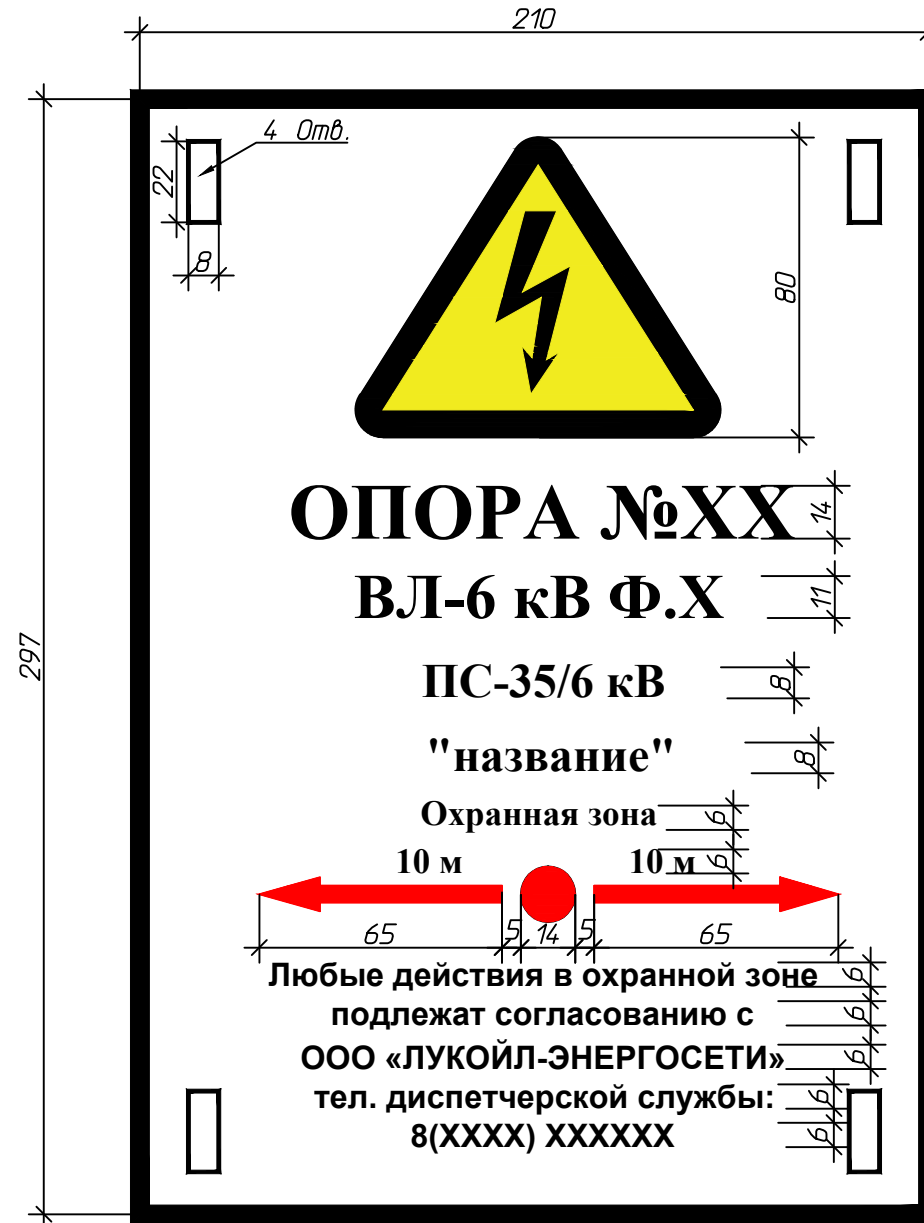 210
4 Отв.
22
8
80
297
ОПОРА №ХХ
14
ВЛ-6 кВ Ф.Х
11
ПС-35/6 кВ
8
"название"
8
Охранная зона
6
10 м
10 м
6
65
5
14
5
65
Любые действия в охранной зоне
6
подлежат согласованию с
6
ООО «ЛУКОЙЛ-ЭНЕРГОСЕТИ»
6
тел. диспетчерской службы:
6
8(ХХХХ) ХХХХХХ
6